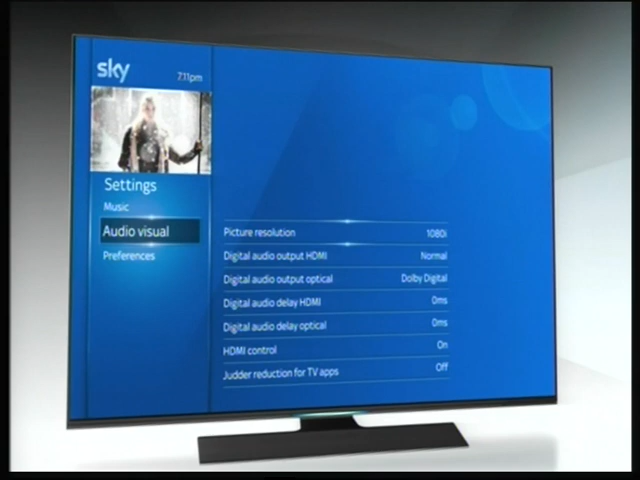 sky
7.11pm
Settings
Music
Audio visual
Preferences
Picture resolution 1080i
Digital audio output HDMI Normal
Digital audio output optical Dolby Digital
Digital audio delay HDMI 0ms
Digital audio delay optical 0ms
HDMI control On
Judder reduction for TV apps Off